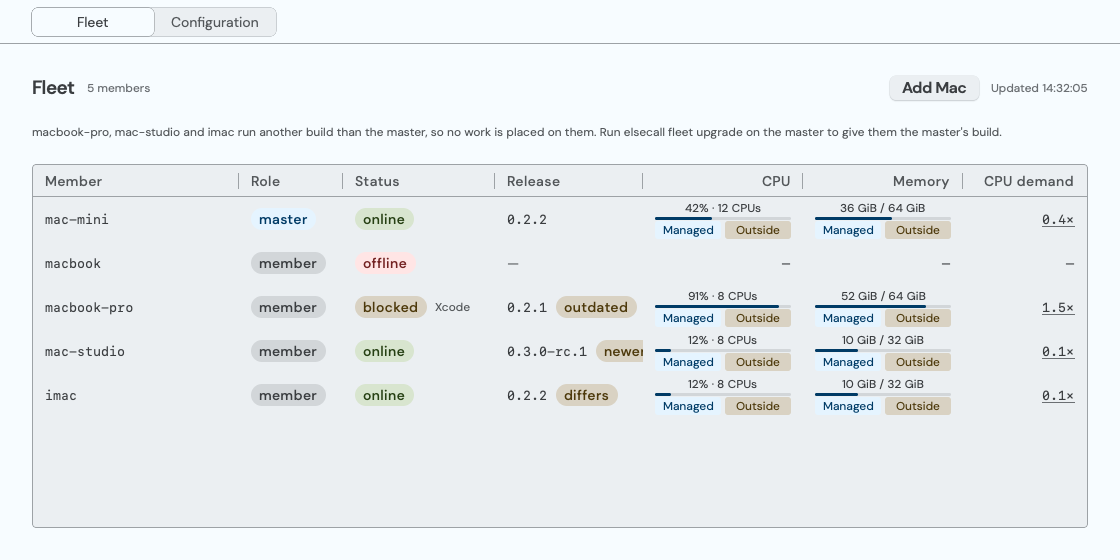 Fleet Configuration
Fleet 5 members Add Mac Updated 14:32:05
macbook-pro, mac-studio and imac run another build than the master, so no work is placed on them. Run elsecall fleet upgrade on the master to give them the master's build.
Member Role Status Release CPU Memory CPU demand
42% · 12 CPUs 36 GiB / 64 GiB
mac-mini master online 0.2.2 0.4×
Managed Outside Managed Outside
macbook member offline — — — —
91% · 8 CPUs 52 GiB / 64 GiB
macbook-pro member blocked Xcode 0.2.1 outdated 1.5×
Managed Outside Managed Outside
12% · 8 CPUs 10 GiB / 32 GiB
mac-studio member online 0.3.0-rc.1 newer 0.1×
Managed Outside Managed Outside
12% · 8 CPUs 10 GiB / 32 GiB
imac member online 0.2.2 differs 0.1×
Managed Outside Managed Outside